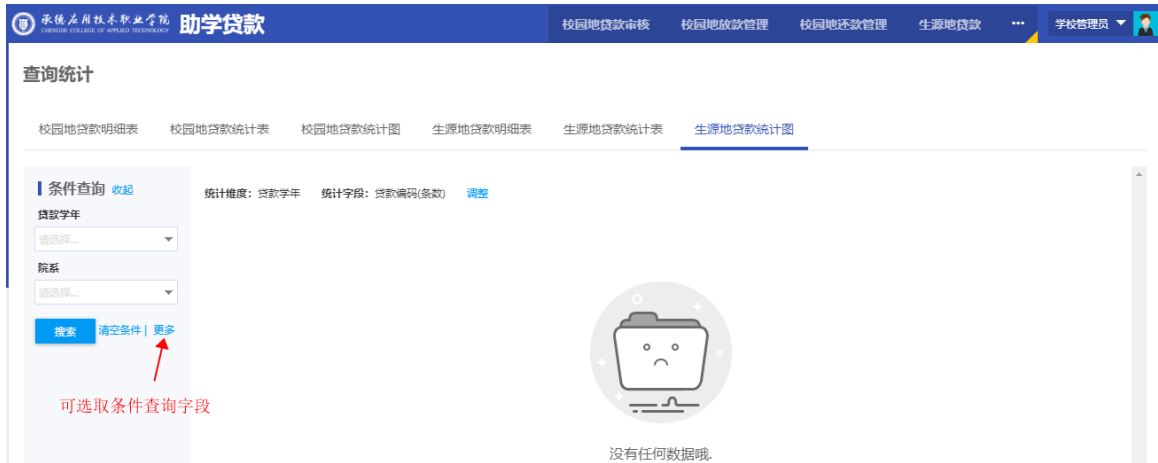 承德应用技术职业学院 助学贷款 校园地贷款审核 校园地放款管理 校园地还款管理 生源地贷款 ··· 学校管理员
CHENGDE COLLEGE OF APPLIED TECHNOLOGY
查询统计
校园地贷款明细表 校园地贷款统计表 校园地贷款统计图 生源地贷款明细表 生源地贷款统计表 生源地贷款统计图
条件查询 收起
统计维度：贷款学年 统计字段：贷款编码(条数) 调整
贷款学年
请选择...
院系
请选择...
搜索 清空条件 | 更多
可选取条件查询字段
没有任何数据哦.